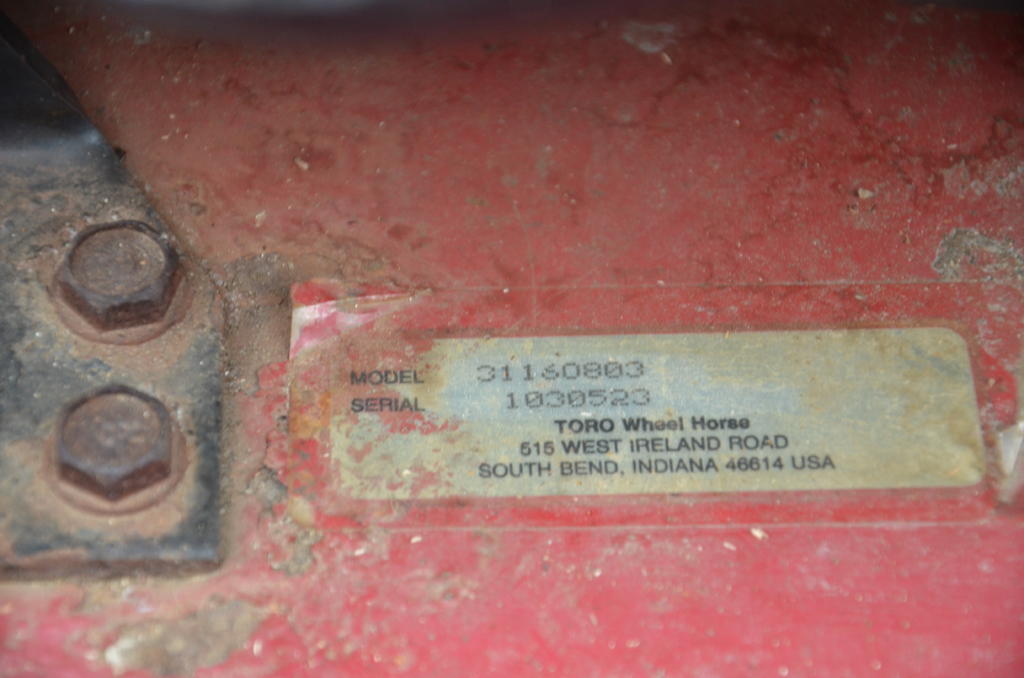 MODEL 31160803
SERIAL 1030523
TORO Wheel Horse
515 WEST IRELAND ROAD
SOUTH BEND, INDIANA 46614 USA